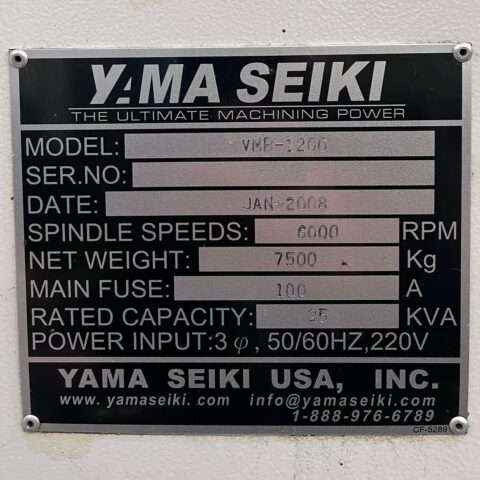 YAMA SEIKI
THE ULTIMATE MACHINING POWER
MODEL: VMB-1200
SER.NO:
DATE: JAN-2008
SPINDLE SPEEDS: 6000 RPM
NET WEIGHT: 7500 Kg
MAIN FUSE: 100 A
RATED CAPACITY: KVA
POWER INPUT:3 φ, 50/60HZ,220V
YAMA SEIKI USA, INC.
www.yamaseiki.com info@yamaseiki.com
1-888-976-6789
CF-5289